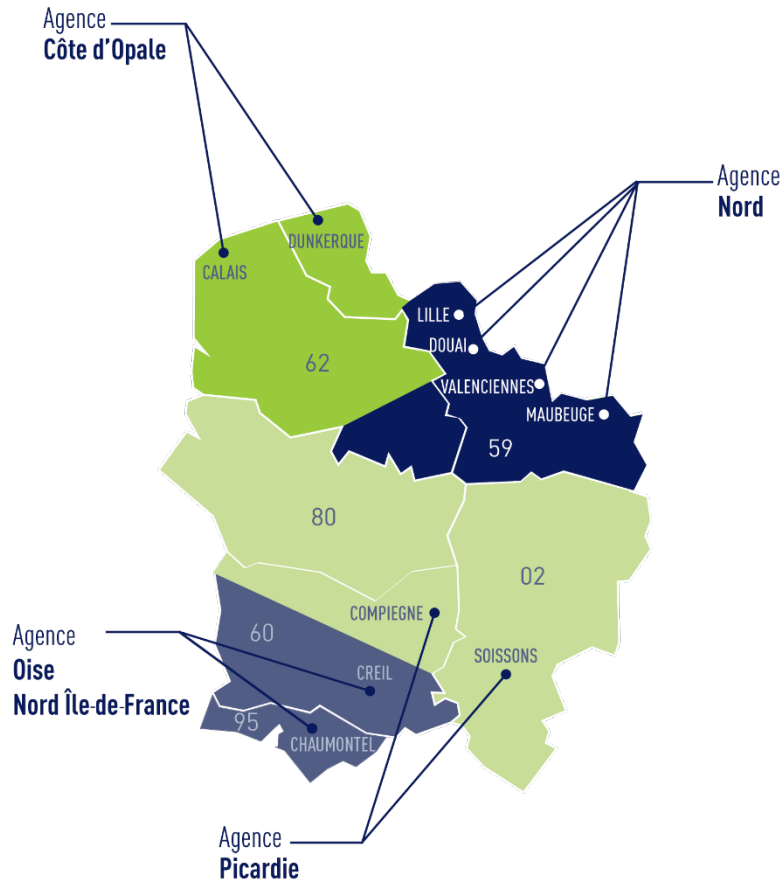 Agence
Côte d'Opale
Agence
Nord
DUNKERQUE
CALAIS
LILLE
DOUAI
62
VALENCIENNES
MAUBEUGE
59
80
02
COMPIEGNE
60
SOISSONS
CREIL
Agence
Oise
Nord Île-de-France
95
CHAUMONTEL
Agence
Picardie